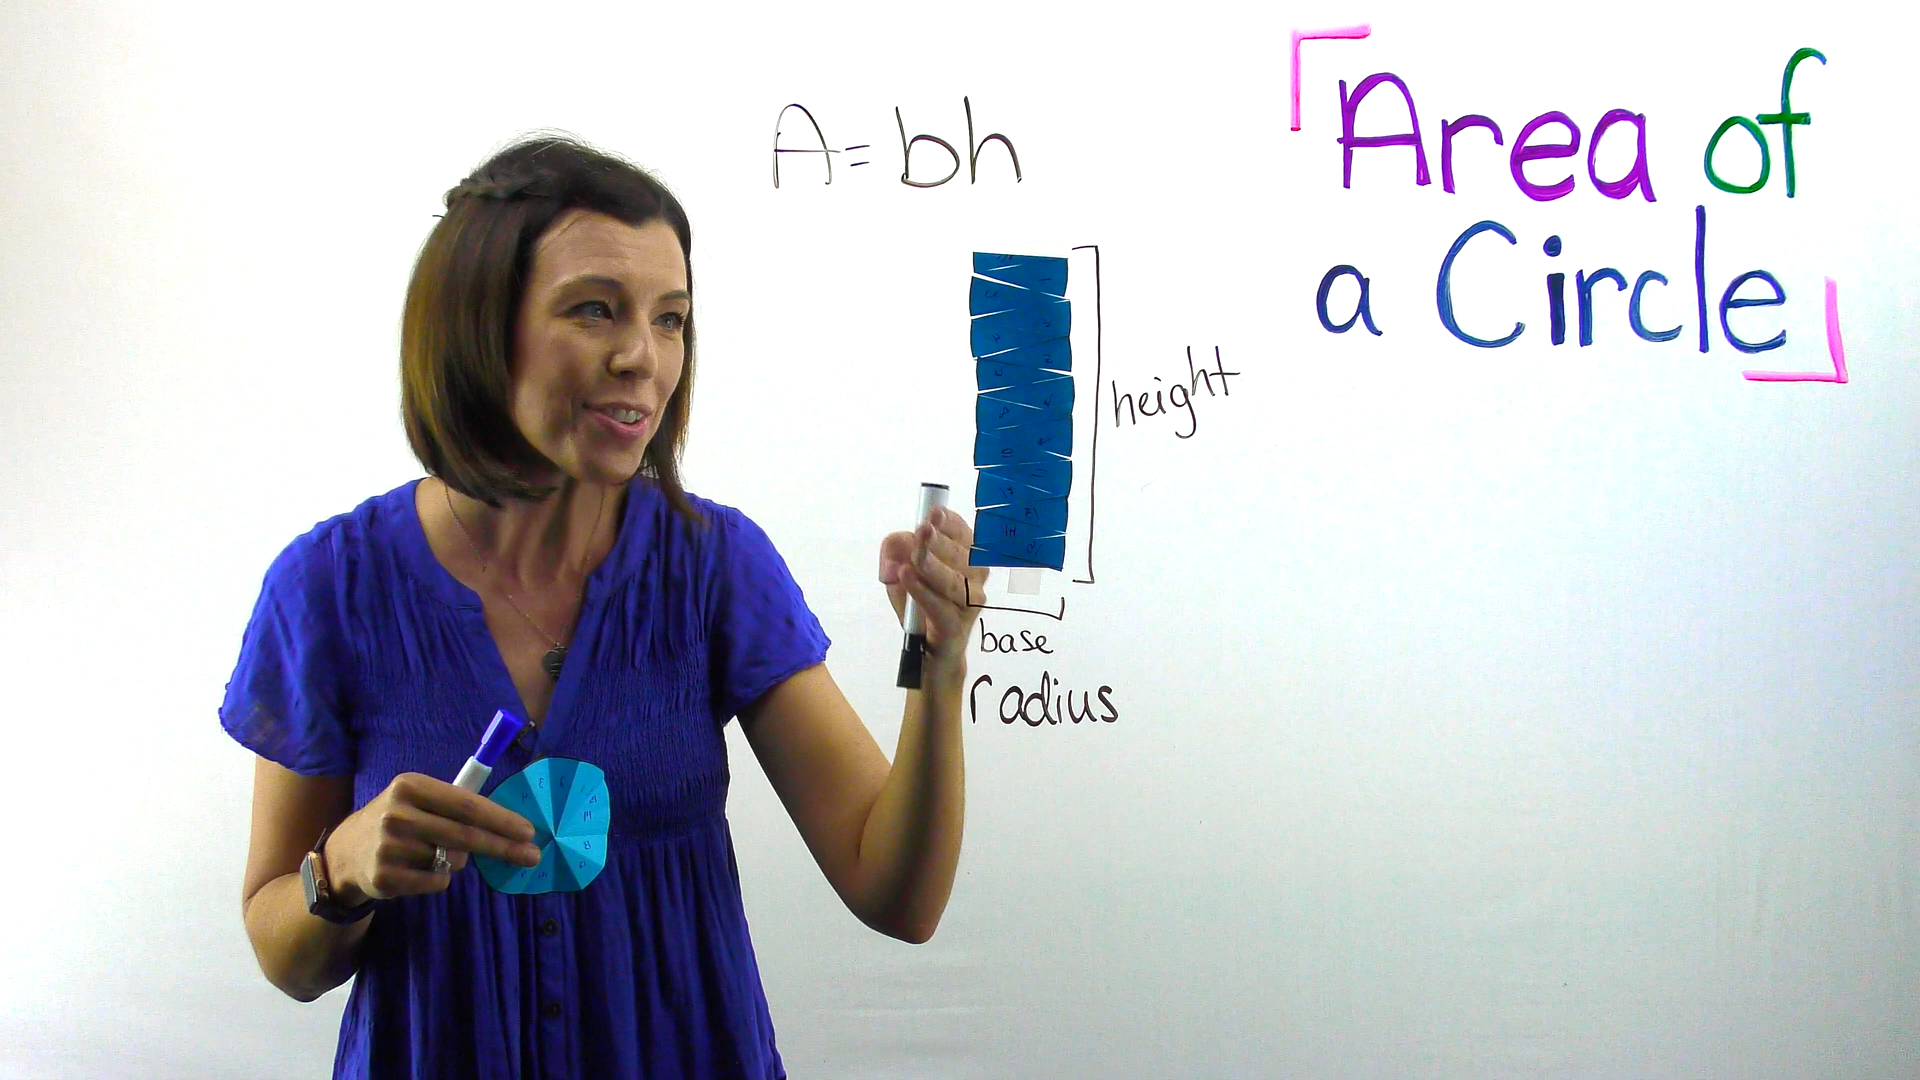 A = bh
Area of
a Circle
height
base
radius